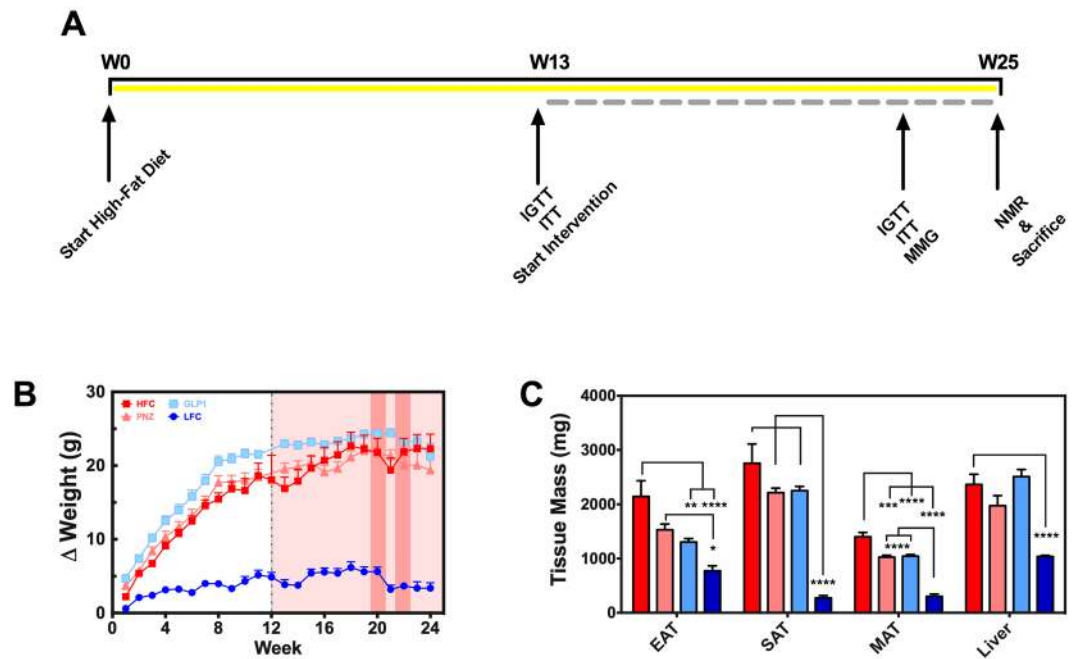 A
W0 W13 W25
Start High-Fat Diet
IGTT
ITT
Start Intervention
IGTT
ITT
MMG
NMR
&
Sacrifice
B
Δ Weight (g)
30
20
10
0
HFC GLP1
PNZ LFC
0 4 8 12 16 20 24
Week
C
Tissue Mass (mg)
4000
3000
2000
1000
0
** ****
*
****
*** **** ****
****
****
EAT SAT MAT Liver